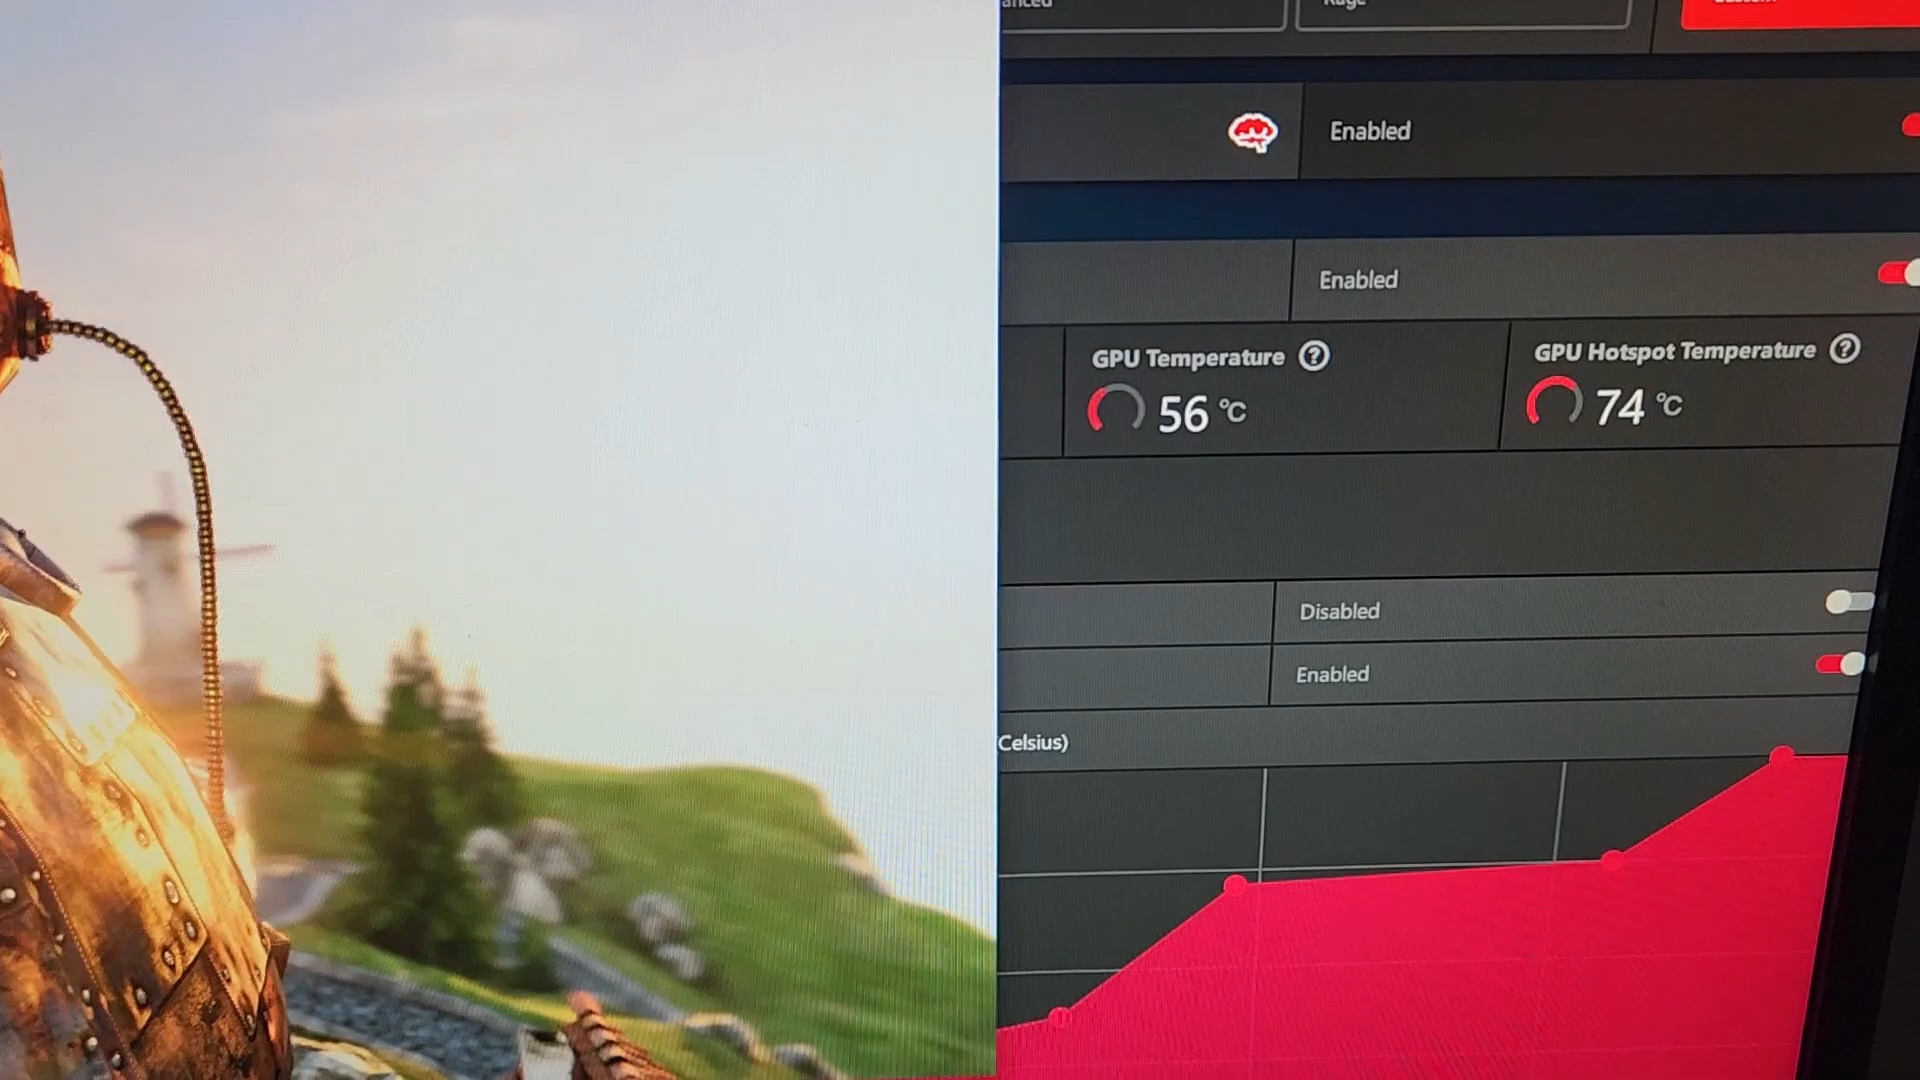 Enabled
Enabled
GPU Temperature ?
GPU Hotspot Temperature ?
56 °C
74 °C
Disabled
Enabled
Celsius)